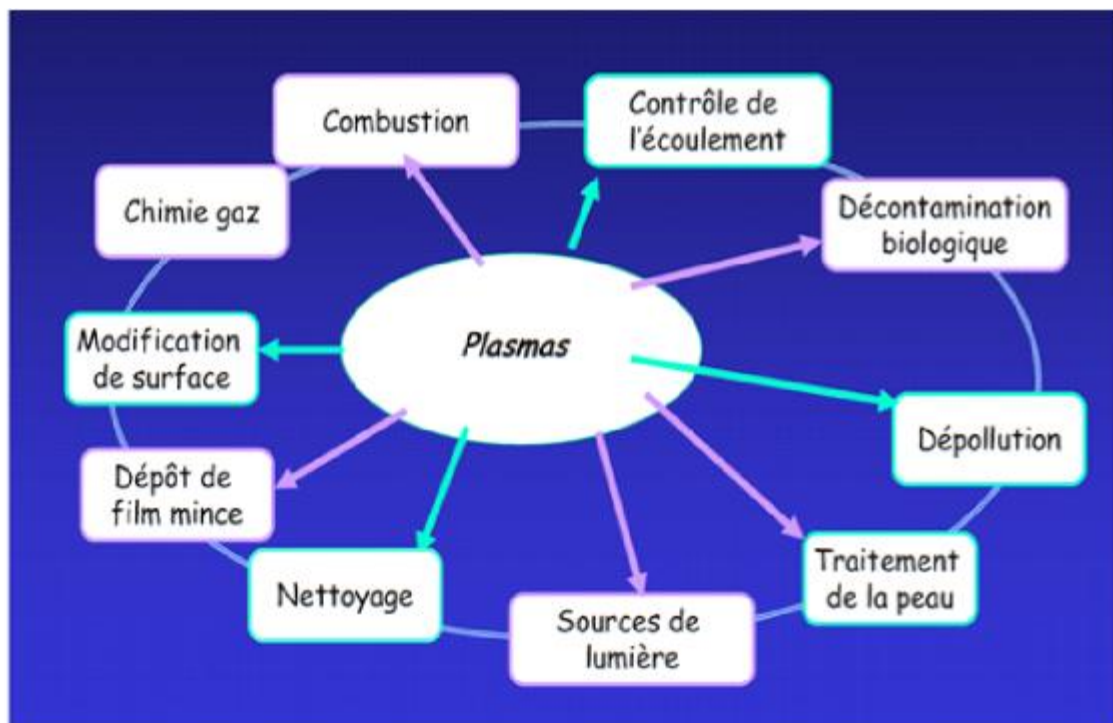 Combustion
Contrôle de
l'écoulement
Chimie gaz
Décontamination
biologique
Modification
de surface
Plasmas
Dépollution
Dépôt de
film mince
Nettoyage
Sources de
lumière
Traitement
de la peau